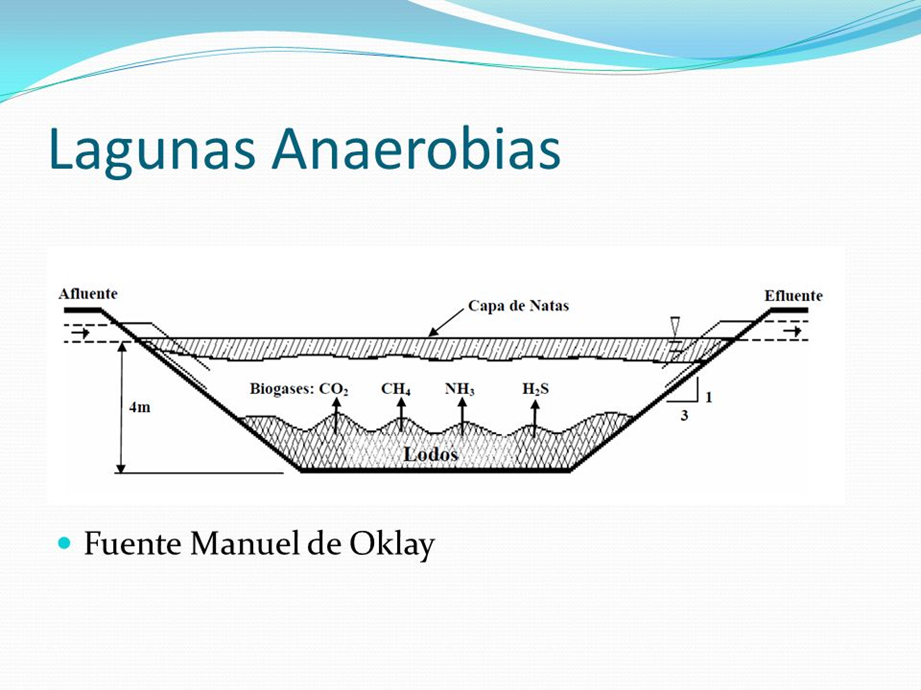 Lagunas Anaerobias
Afluente
Efluente
Capa de Natas
Biogases: CO₂ CH₄ NH₃ H₂S
4m
1
3
Lodos
Fuente Manuel de Oklay